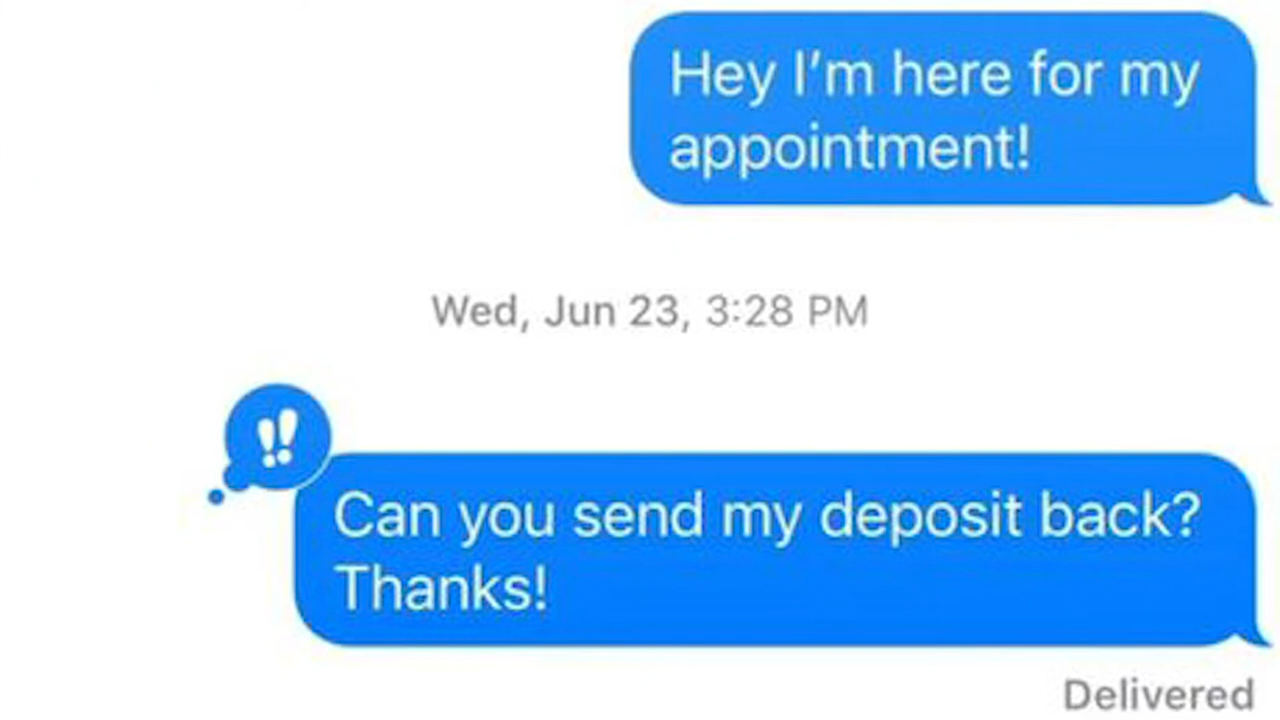 Hey I’m here for my
appointment!
Wed, Jun 23, 3:28 PM
!!
Can you send my deposit back?
Thanks!
Delivered